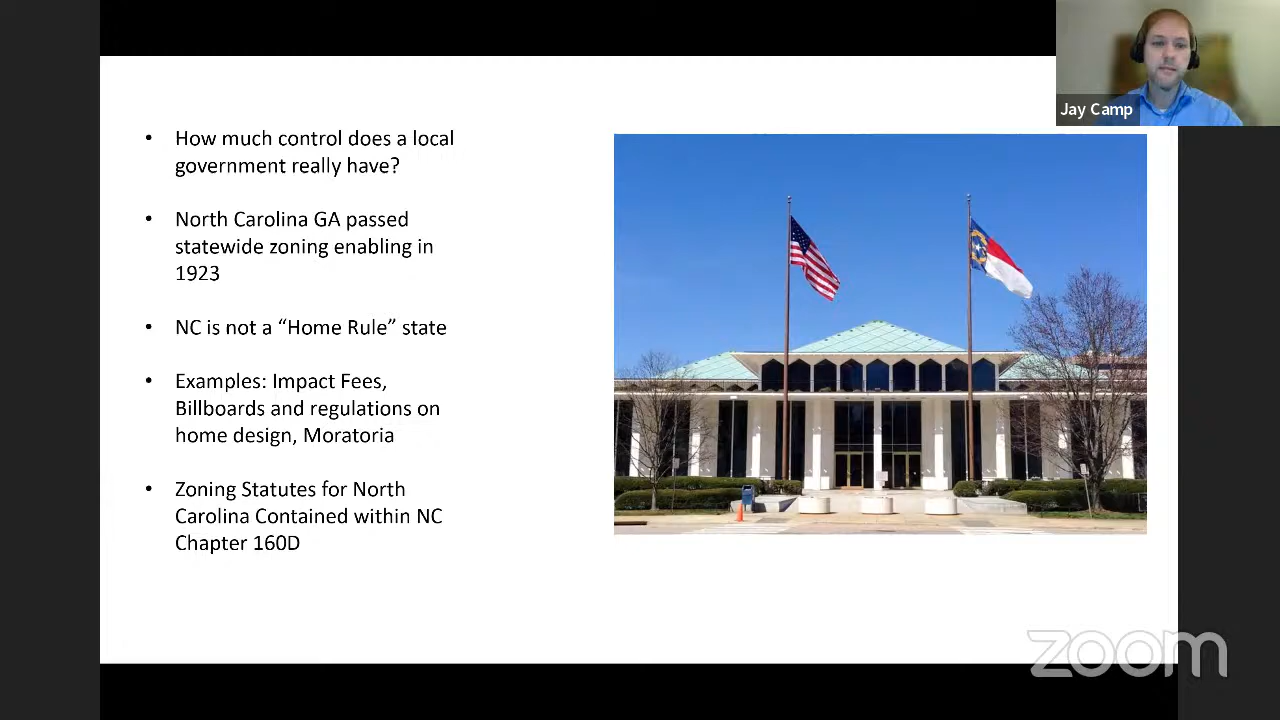 Jay Camp
• How much control does a local
government really have?
• North Carolina GA passed
statewide zoning enabling in
1923
• NC is not a “Home Rule” state
• Examples: Impact Fees,
Billboards and regulations on
home design, Moratoria
• Zoning Statutes for North
Carolina Contained within NC
Chapter 160D
zoom